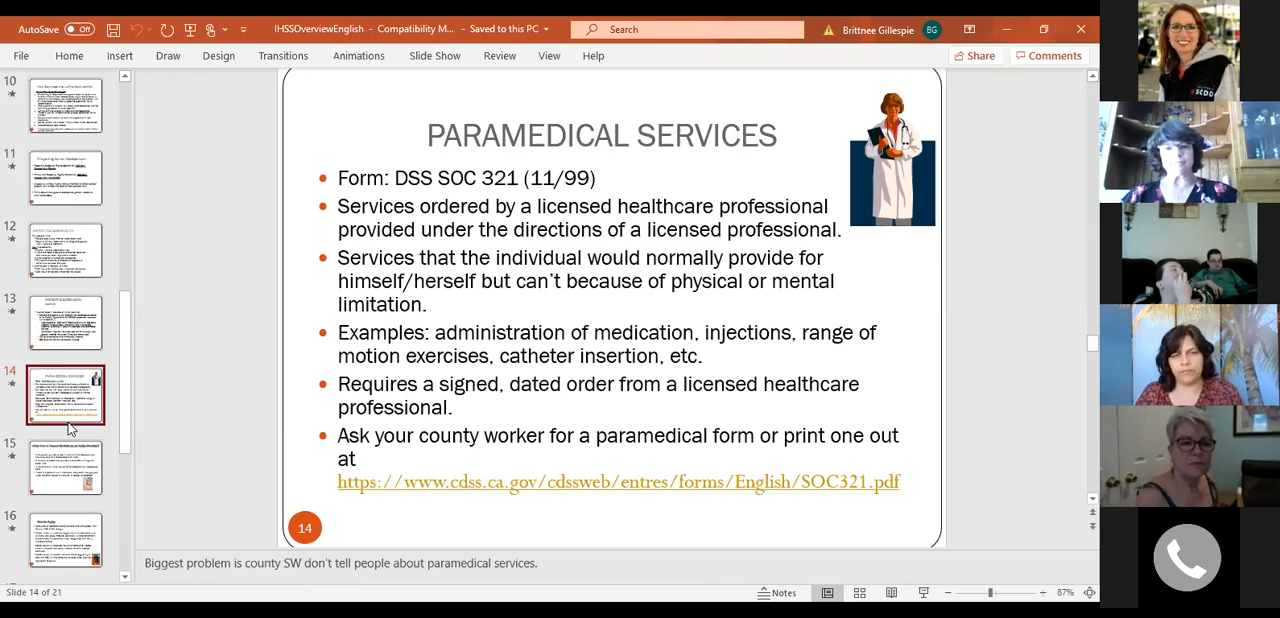 AutoSave Off
IHSSOverviewEnglish - Compatibility M... - Saved to this PC
Search
Brittnee Gillespie BG
File Home Insert Draw Design Transitions Animations Slide Show Review View Help Share Comments
10
11
12
13
14
15
16
PARAMEDICAL SERVICES
Form: DSS SOC 321 (11/99)
Services ordered by a licensed healthcare professional
provided under the directions of a licensed professional.
Services that the individual would normally provide for
himself/herself but can't because of physical or mental
limitation.
Examples: administration of medication, injections, range of
motion exercises, catheter insertion, etc.
Requires a signed, dated order from a licensed healthcare
professional.
Ask your county worker for a paramedical form or print one out
at
https://www.cdss.ca.gov/cdssweb/entres/forms/English/SOC321.pdf
14
Biggest problem is county SW don't tell people about paramedical services.
Slide 14 of 21
Notes
87%
SCDD